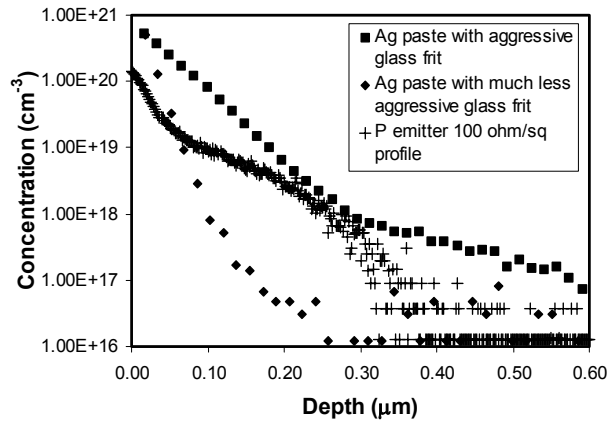 1.00E+21
1.00E+20
1.00E+19
1.00E+18
1.00E+17
1.00E+16
Concentration (cm-3)
Ag paste with aggressive
glass frit
Ag paste with much less
aggressive glass frit
P emitter 100 ohm/sq
profile
0.00 0.10 0.20 0.30 0.40 0.50 0.60
Depth (μm)